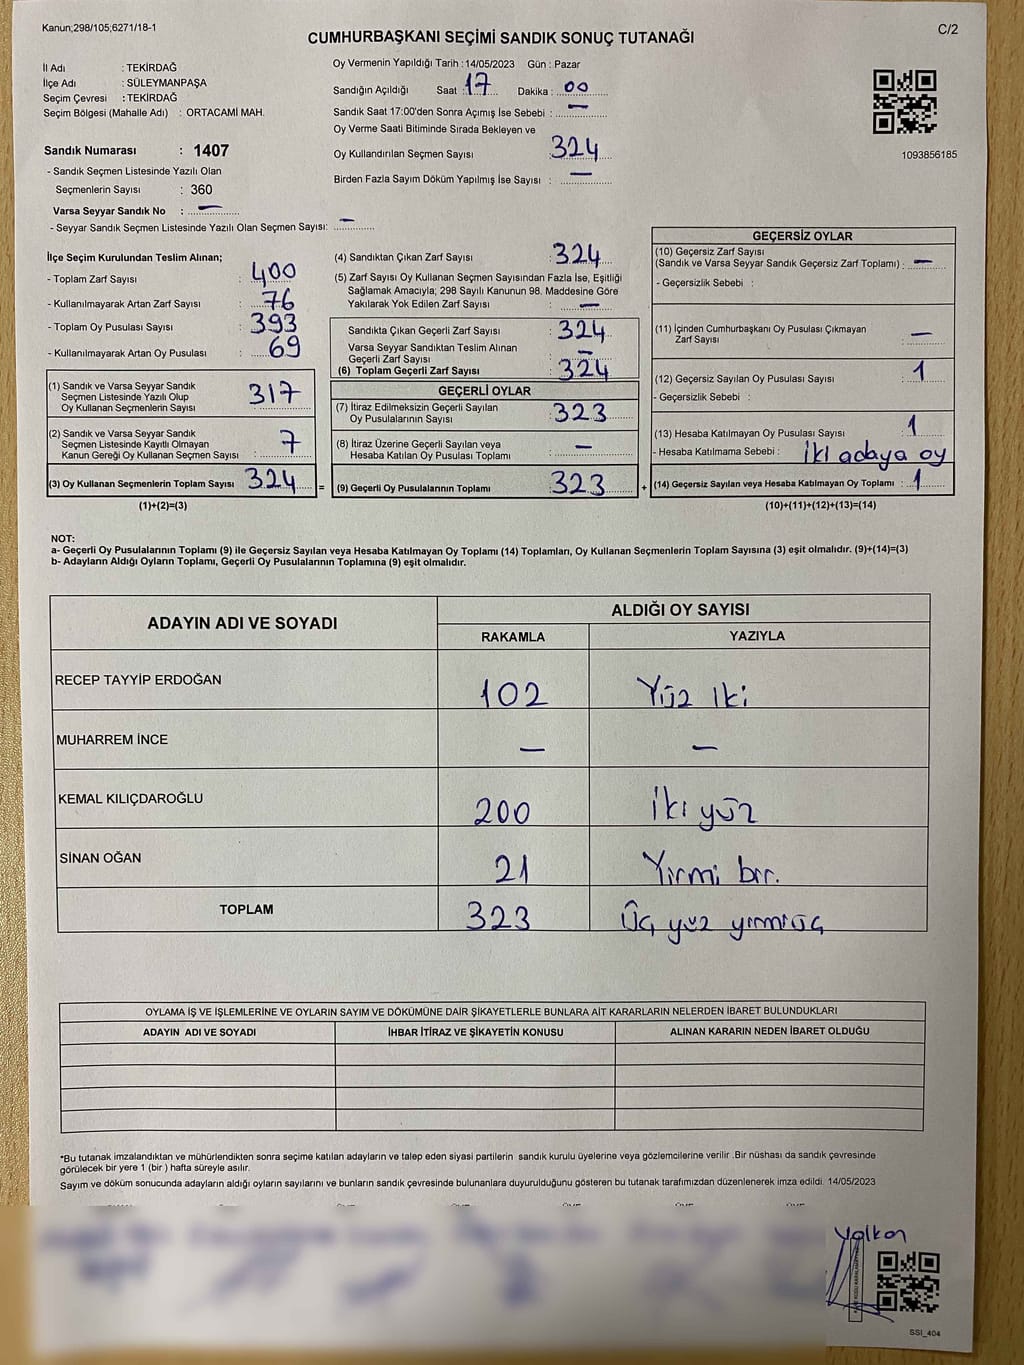 Kanun;298/105;6271/18-1
C/2
CUMHURBAŞKANI SEÇİMİ SANDIK SONUÇ TUTANAĞI
İl Adı : TEKİRDAĞ
İlçe Adı : SÜLEYMANPAŞA
Seçim Çevresi : TEKİRDAĞ
Seçim Bölgesi (Mahalle Adı) : ORTACAMİ MAH.
Sandık Numarası : 1407
- Sandık Seçmen Listesinde Yazılı Olan
Seçmenlerin Sayısı : 360
Varsa Seyyar Sandık No : —
- Seyyar Sandık Seçmen Listesinde Yazılı Olan Seçmen Sayısı: —
Oy Vermenin Yapıldığı Tarih :14/05/2023 Gün : Pazar
Sandığın Açıldığı Saat : 17 Dakika : 00
Sandık Saat 17:00'den Sonra Açımış İse Sebebi : —
Oy Verme Saati Bitiminde Sırada Bekleyen ve
Oy Kullandırılan Seçmen Sayısı : 324
Birden Fazla Sayım Döküm Yapılmış İse Sayısı : —
1093856185
İlçe Seçim Kurulundan Teslim Alınan;
- Toplam Zarf Sayısı : 400
- Kullanılmayarak Artan Zarf Sayısı : 76
- Toplam Oy Pusulası Sayısı : 393
- Kullanılmayarak Artan Oy Pusulası : 69
(1) Sandık ve Varsa Seyyar Sandık
Seçmen Listesinde Yazılı Olup
Oy Kullanan Seçmenlerin Sayısı : 317
(2) Sandık ve Varsa Seyyar Sandık
Seçmen Listesinde Kayıtlı Olmayan
Kanun Gereği Oy Kullanan Seçmen Sayısı : 7
(3) Oy Kullanan Seçmenlerin Toplam Sayısı : 324 =
(1)+(2)=(3)
(4) Sandıktan Çıkan Zarf Sayısı : 324
(5) Zarf Sayısı Oy Kullanan Seçmen Sayısından Fazla İse, Eşitliği
Sağlamak Amacıyla; 298 Sayılı Kanunun 98. Maddesine Göre
Yakılarak Yok Edilen Zarf Sayısı : —
Sandıkta Çıkan Geçerli Zarf Sayısı : 324
Varsa Seyyar Sandıktan Teslim Alınan
Geçerli Zarf Sayısı : —
(6) Toplam Geçerli Zarf Sayısı : 324
GEÇERLİ OYLAR
(7) İtiraz Edilmeksizin Geçerli Sayılan
Oy Pusulalarının Sayısı : 323
(8) İtiraz Üzerine Geçerli Sayılan veya
Hesaba Katılan Oy Pusulası Toplamı : —
(9) Geçerli Oy Pusulalarının Toplamı : 323 +
GEÇERSİZ OYLAR
(10) Geçersiz Zarf Sayısı
(Sandık ve Varsa Seyyar Sandık Geçersiz Zarf Toplamı) : —
- Geçersizlik Sebebi :
(11) İçinden Cumhurbaşkanı Oy Pusulası Çıkmayan
Zarf Sayısı : —
(12) Geçersiz Sayılan Oy Pusulası Sayısı : 1
- Geçersizlik Sebebi :
(13) Hesaba Katılmayan Oy Pusulası Sayısı : 1
- Hesaba Katılmama Sebebi : İki adaya oy
(14) Geçersiz Sayılan veya Hesaba Katılmayan Oy Toplamı : 1
(10)+(11)+(12)+(13)=(14)
NOT:
a- Geçerli Oy Pusulalarının Toplamı (9) ile Geçersiz Sayılan veya Hesaba Katılmayan Oy Toplamı (14) Toplamları, Oy Kullanan Seçmenlerin Toplam Sayısına (3) eşit olmalıdır. (9)+(14)=(3)
b- Adayların Aldığı Oyların Toplamı, Geçerli Oy Pusulalarının Toplamına (9) eşit olmalıdır.
ADAYIN ADI VE SOYADI
ALDIĞI OY SAYISI
RAKAMLA YAZIYLA
RECEP TAYYİP ERDOĞAN 102 Yüz İki
MUHARREM İNCE — —
KEMAL KILIÇDAROĞLU 200 İki yüz
SİNAN OĞAN 21 Yirmi bir.
TOPLAM 323 Üç yüz yirmiüç
OYLAMA İŞ VE İŞLEMLERİNE VE OYLARIN SAYIM VE DÖKÜMÜNE DAİR ŞİKAYETLERLE BUNLARA AİT KARARLARIN NELERDEN İBARET BULUNDUKLARI
ADAYIN ADI VE SOYADI İHBAR İTİRAZ VE ŞİKAYETİN KONUSU ALINAN KARARIN NEDEN İBARET OLDUĞU
*Bu tutanak imzalandıktan ve mühürlendikten sonra seçime katılan adayların ve talep eden siyasi partilerin sandık kurulu üyelerine veya gözlemcilerine verilir .Bir nüshası da sandık çevresinde
görülecek bir yere 1 (bir ) hafta süreyle asılır.
Sayım ve döküm sonucunda adayların aldığı oyların sayılarını ve bunların sandık çevresinde bulunanlara duyurulduğunu gösteren bu tutanak tarafımızdan düzenlenerek imza edildi. 14/05/2023
SSİ_404